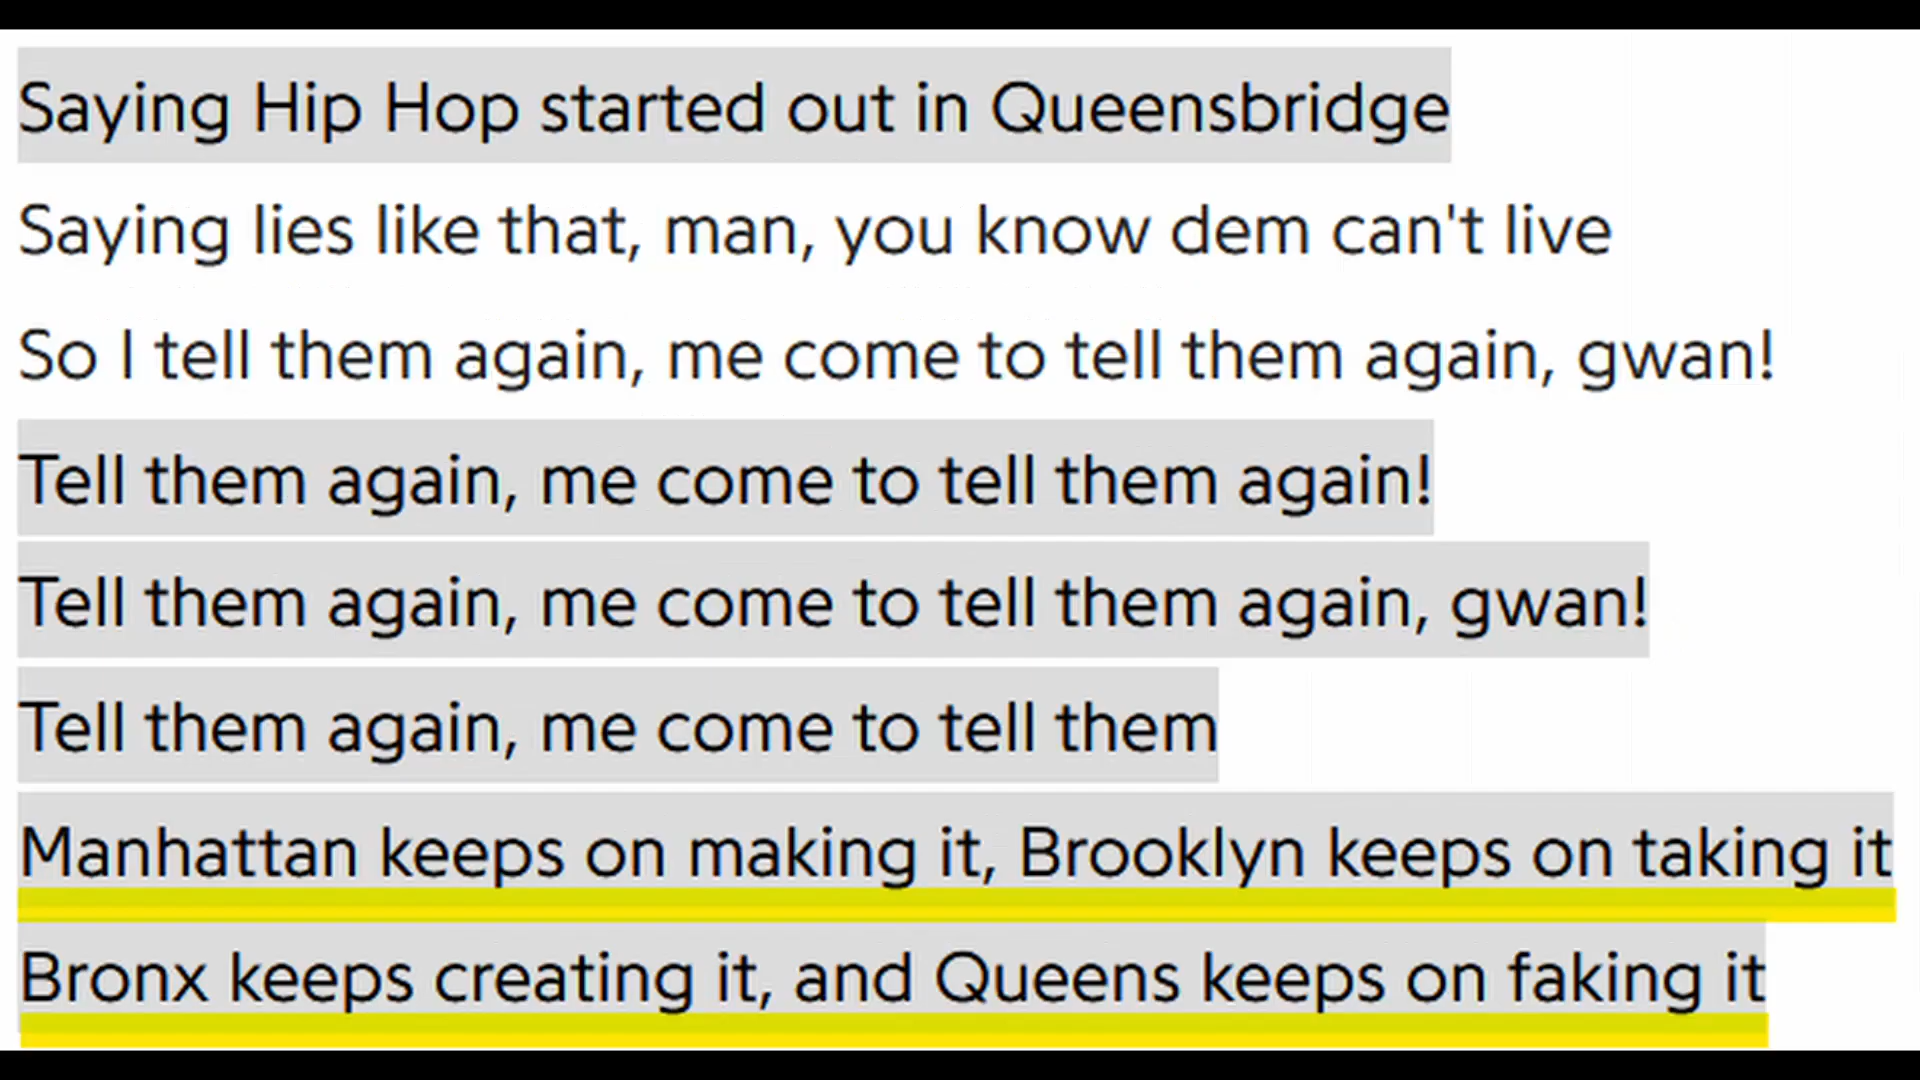 Saying Hip Hop started out in Queensbridge
Saying lies like that, man, you know dem can't live
So I tell them again, me come to tell them again, gwan!
Tell them again, me come to tell them again!
Tell them again, me come to tell them again, gwan!
Tell them again, me come to tell them
Manhattan keeps on making it, Brooklyn keeps on taking it
Bronx keeps creating it, and Queens keeps on faking it